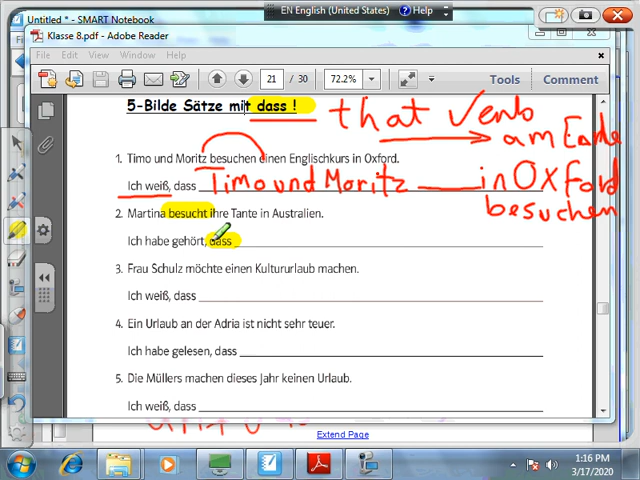 Untitled * - SMART Notebook
EN English (United States)
? Help
Klasse 8.pdf - Adobe Reader
File Edit View Document Window Help
21 / 30 72.2% Tools Comment
5-Bilde Sätze mit dass !
that Verb
am Ende
1. Timo und Moritz besuchen einen Englischkurs in Oxford.
Ich weiß, dass Timo und Moritz in Oxford
besuchen
2. Martina besucht ihre Tante in Australien.
Ich habe gehört, dass
3. Frau Schulz möchte einen Kultururlaub machen.
Ich weiß, dass
4. Ein Urlaub an der Adria ist nicht sehr teuer.
Ich habe gelesen, dass
5. Die Müllers machen dieses Jahr keinen Urlaub.
Ich weiß, dass
Extend Page
1:16 PM
3/17/2020